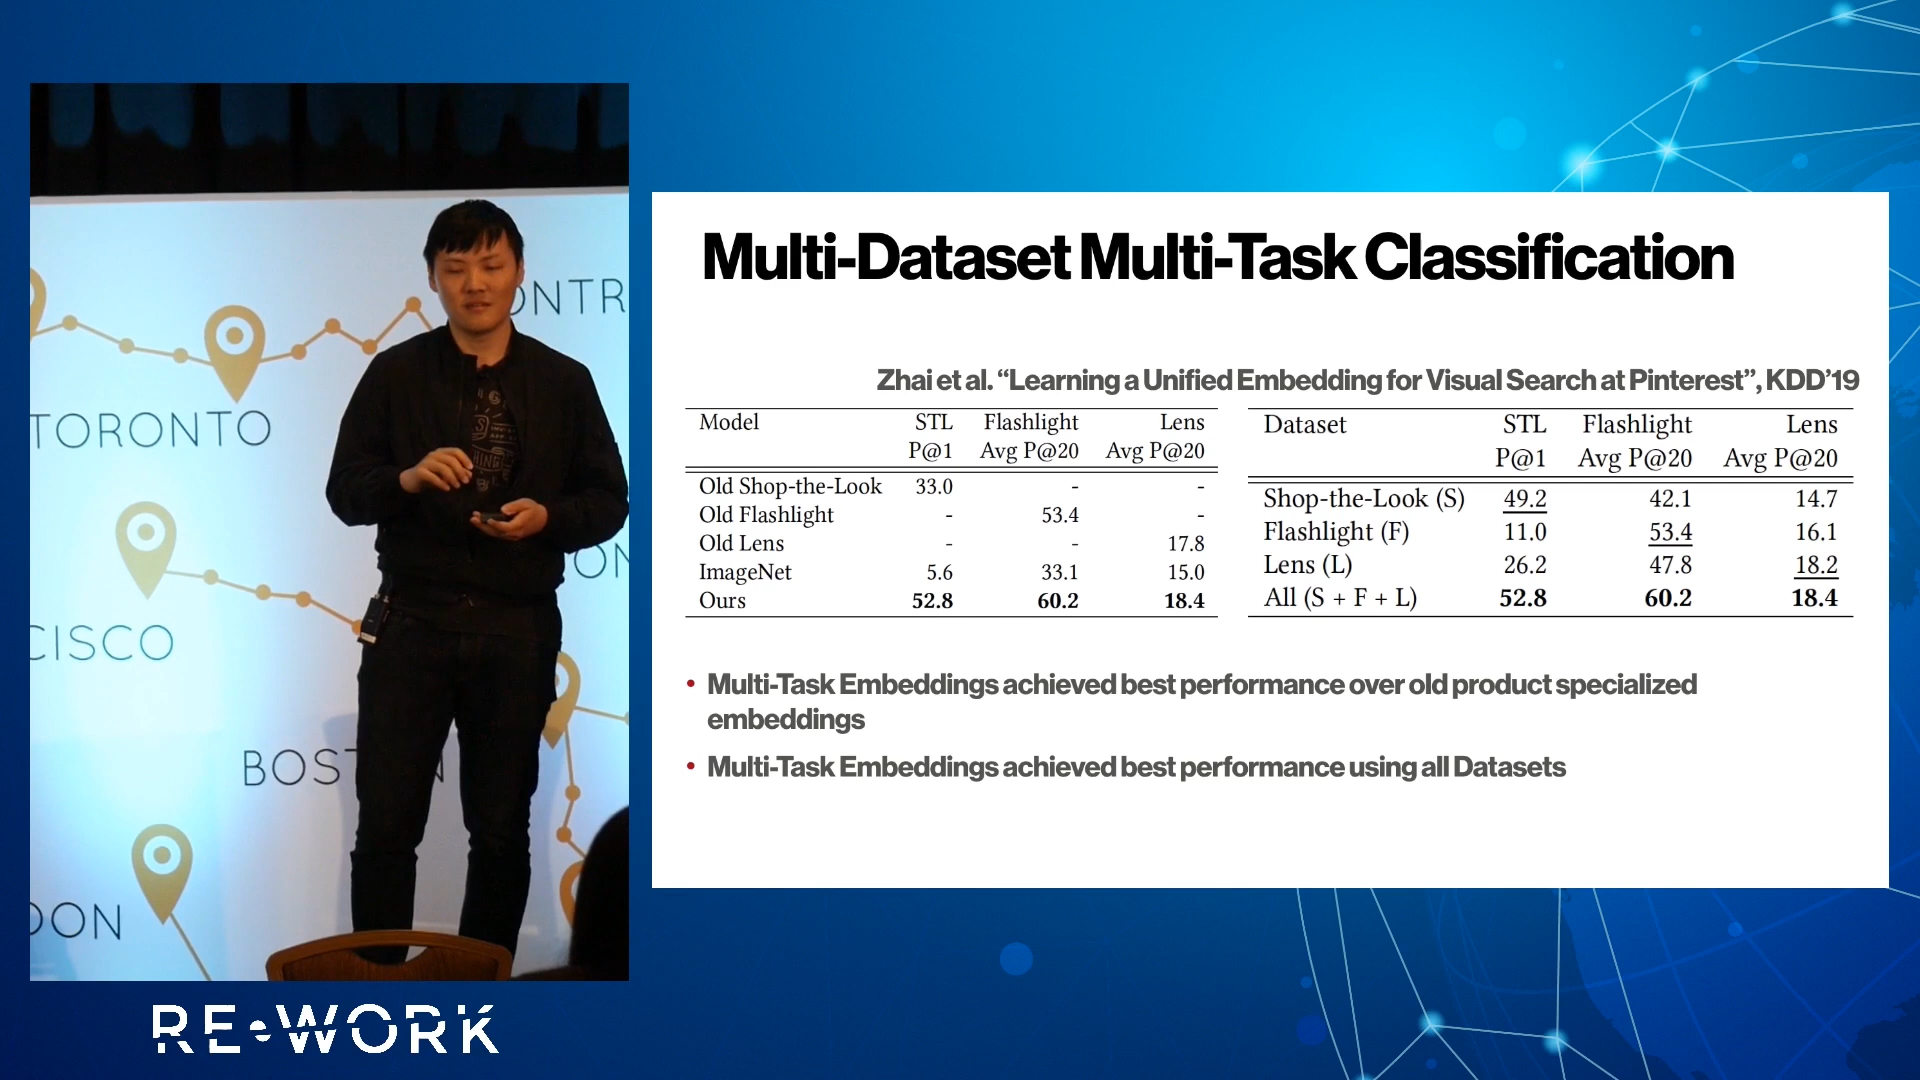 ONTR
TORONTO
ON
CISCO
BOST N
DON
RE•WORK
Multi-Dataset Multi-Task Classification
Zhai et al. “Learning a Unified Embedding for Visual Search at Pinterest”, KDD’19
Model STL Flashlight Lens
P@1 Avg P@20 Avg P@20
Old Shop-the-Look 33.0 - -
Old Flashlight - 53.4 -
Old Lens - - 17.8
ImageNet 5.6 33.1 15.0
Ours 52.8 60.2 18.4
Dataset STL Flashlight Lens
P@1 Avg P@20 Avg P@20
Shop-the-Look (S) 49.2 42.1 14.7
Flashlight (F) 11.0 53.4 16.1
Lens (L) 26.2 47.8 18.2
All (S + F + L) 52.8 60.2 18.4
• Multi-Task Embeddings achieved best performance over old product specialized
embeddings
• Multi-Task Embeddings achieved best performance using all Datasets